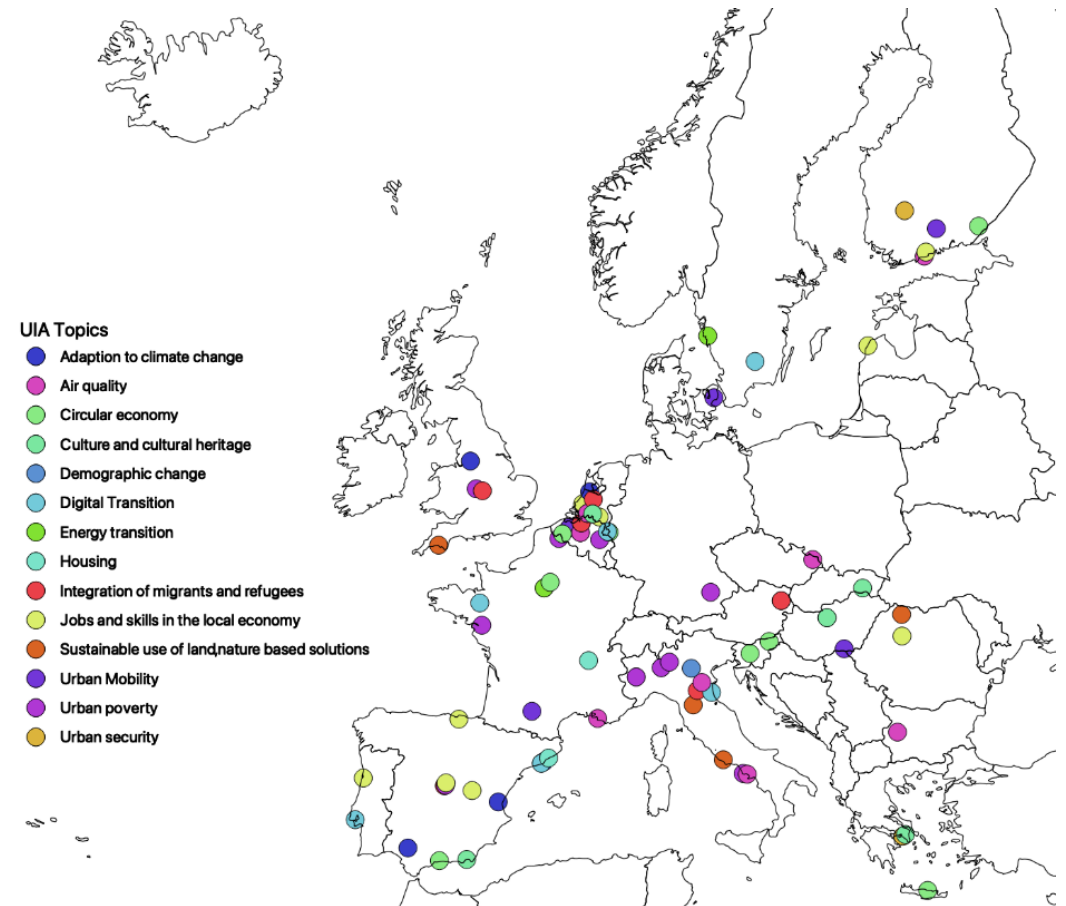 UIA Topics
Adaption to climate change
Air quality
Circular economy
Culture and cultural heritage
Demographic change
Digital Transition
Energy transition
Housing
Integration of migrants and refugees
Jobs and skills in the local economy
Sustainable use of land,nature based solutions
Urban Mobility
Urban poverty
Urban security